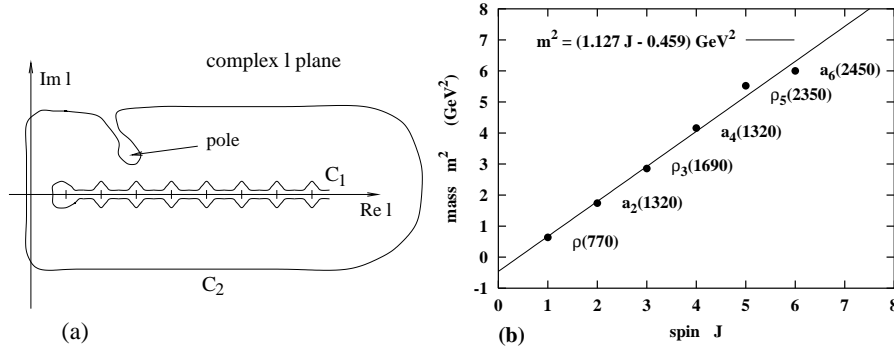 complex l plane
Im l
pole
C1
Re l
C2
(a)
m² = (1.127 J - 0.459) GeV²
mass m² (GeV²)
8
7
6
5
4
3
2
1
0
-1
a6(2450)
ρ5(2350)
a4(1320)
ρ3(1690)
a2(1320)
ρ(770)
0 1 2 3 4 5 6 7 8
(b)
spin J